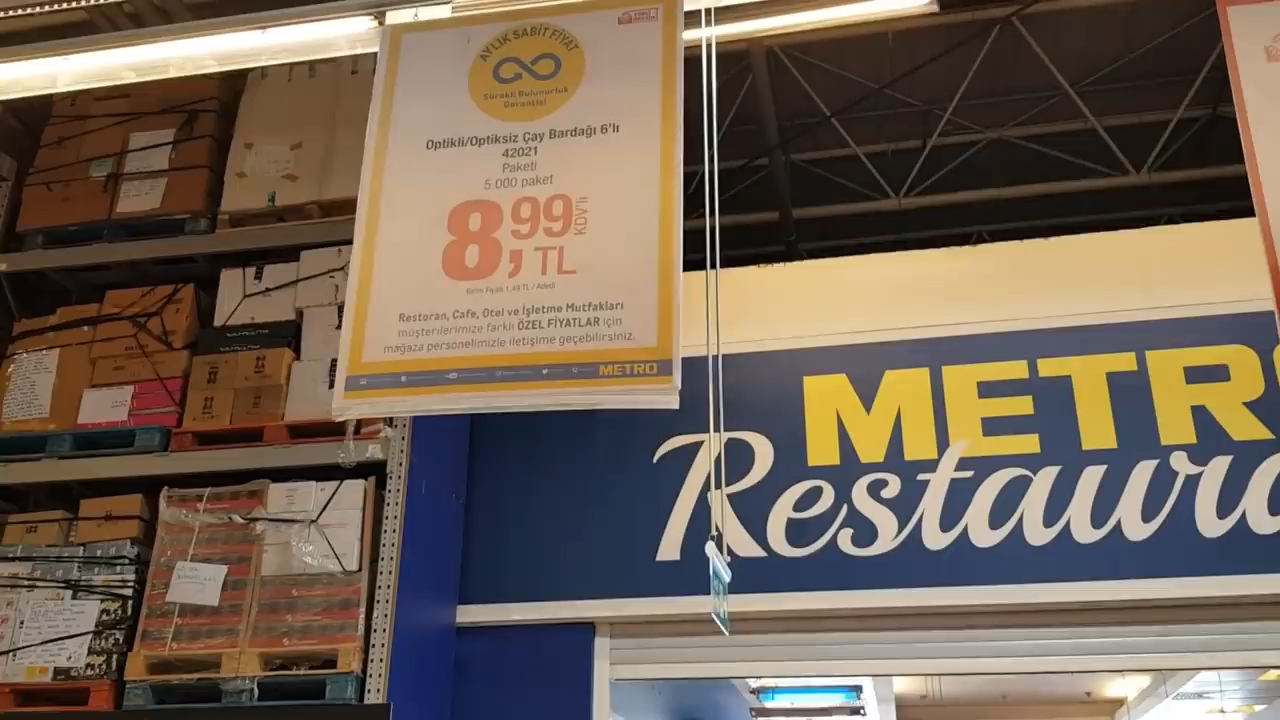 AYLIK SABİT FİYAT
Sürekli Bulunurluk
Garantisi
Optikli/Optiksiz Çay Bardağı 6'lı
42021
Paketi
5.000 paket
8,99 TL KDV'li
Birim Fiyatı 1,49 TL / Adedi
Restoran, Cafe, Otel ve İşletme Mutfakları
müşterilerimize farklı ÖZEL FİYATLAR için
mağaza personelimizle iletişime geçebilirsiniz.
METRO
METR
Restaura